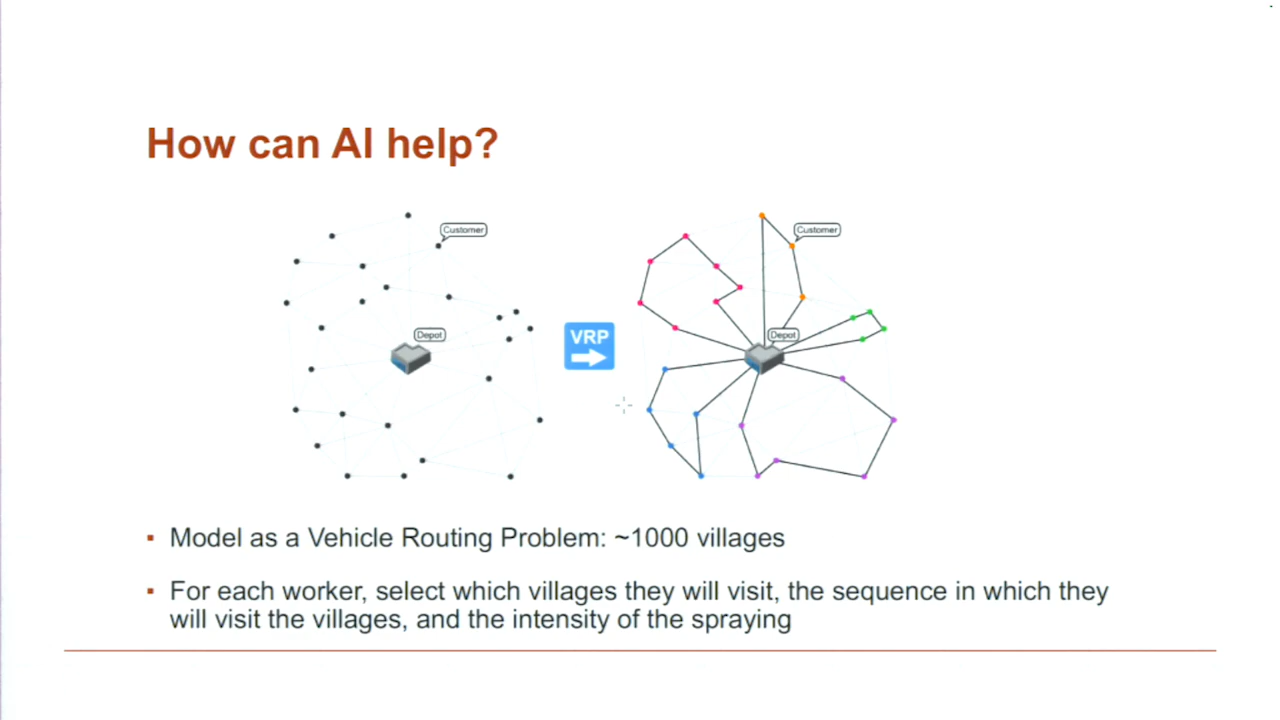 How can AI help?
Customer
Customer
Depot
VRP
Depot
▪ Model as a Vehicle Routing Problem: ~1000 villages
▪ For each worker, select which villages they will visit, the sequence in which they
will visit the villages, and the intensity of the spraying